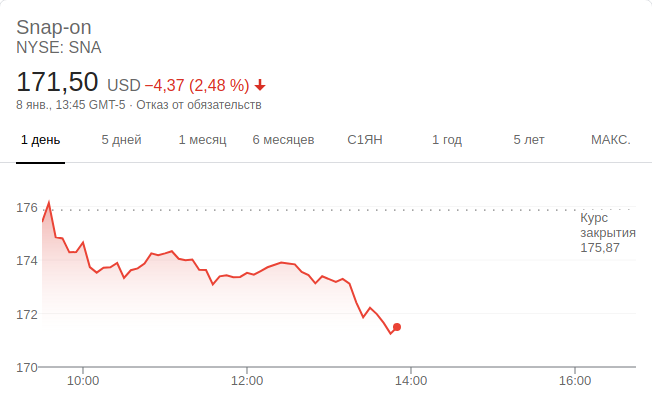 Snap-on
NYSE: SNA
171,50 USD −4,37 (2,48 %)
8 янв., 13:45 GMT-5 · Отказ от обязательств
1 день 5 дней 1 месяц 6 месяцев С1ЯН 1 год 5 лет МАКС.
176
Курс
закрытия
175,87
174
172
170
10:00 12:00 14:00 16:00